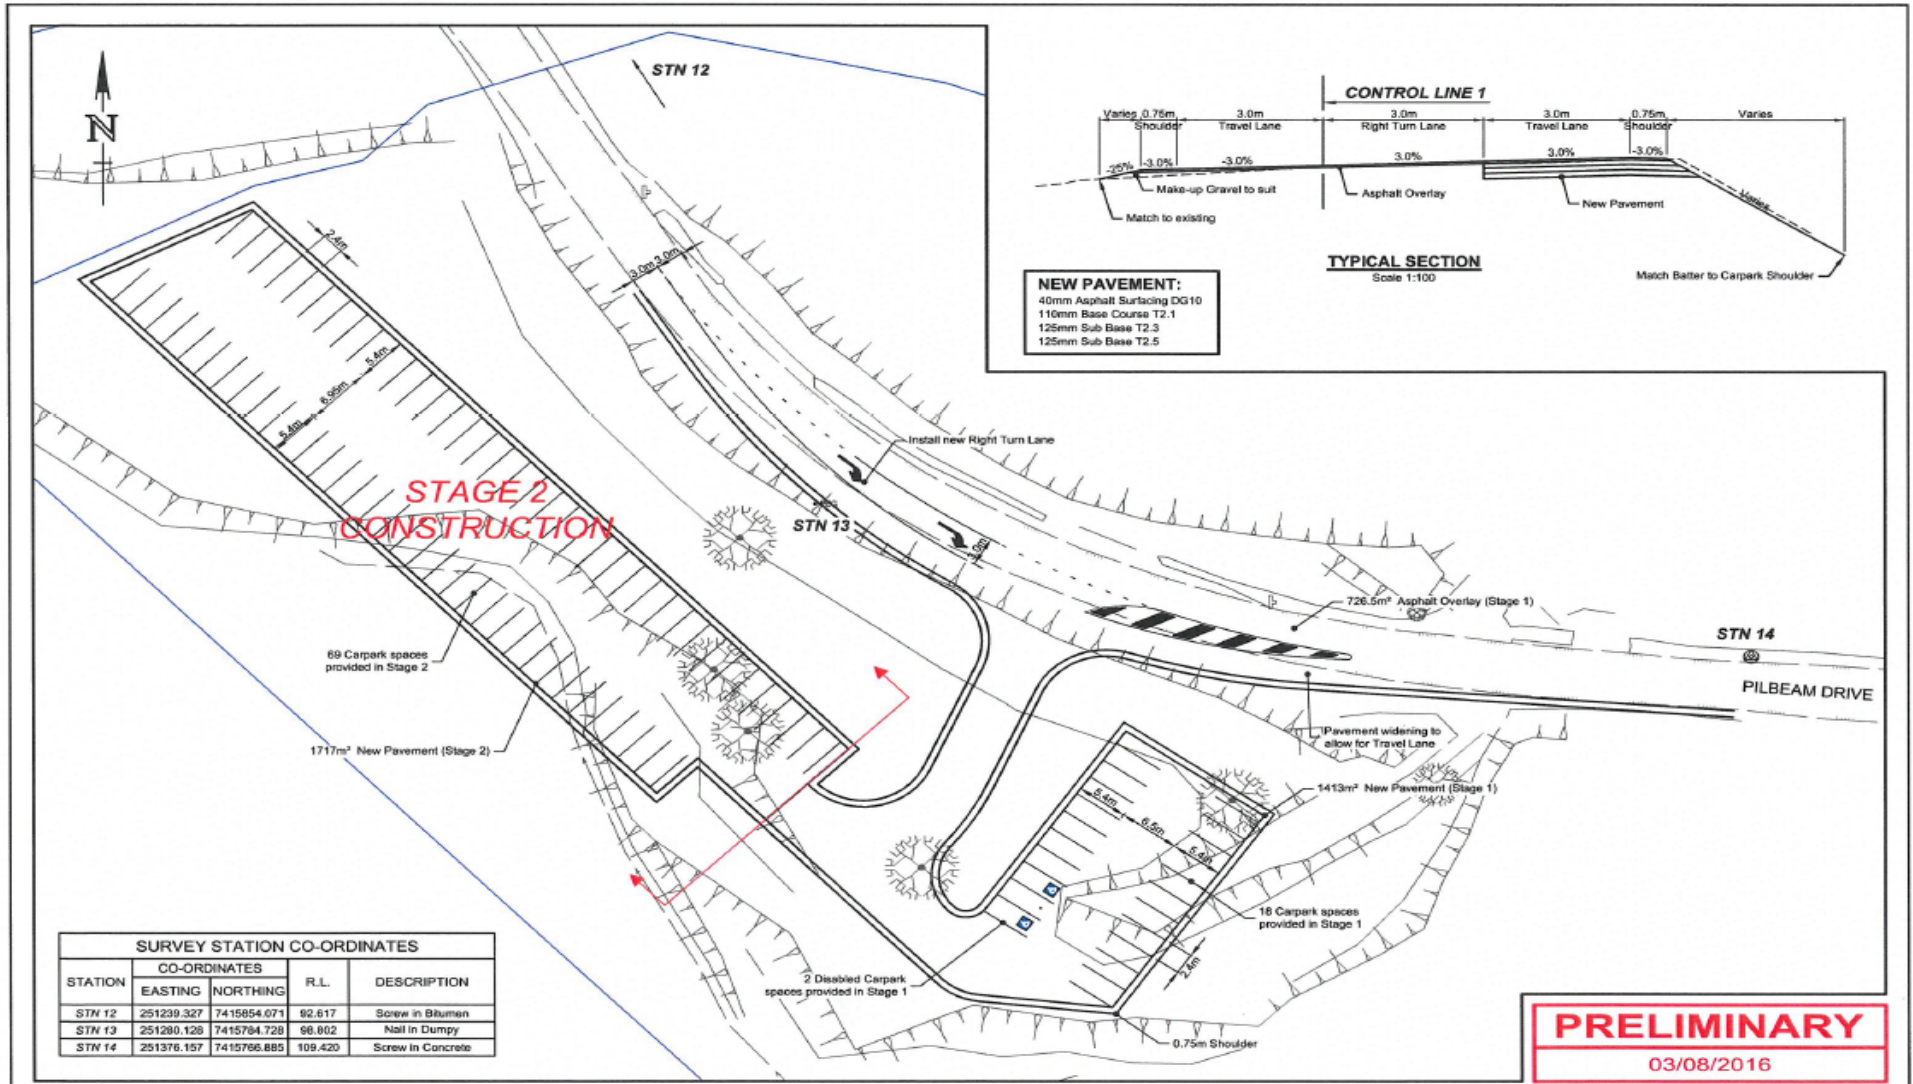 N
STN 12
CONTROL LINE 1
Varies 0.75m 3.0m 3.0m 3.0m 0.75m Varies
Shoulder Travel Lane Right Turn Lane Travel Lane Shoulder
-25% -3.0% -3.0% 3.0% 3.0% -3.0%
Make-up Gravel to suit
Asphalt Overlay
New Pavement
Varies
Match to existing
TYPICAL SECTION
Scale 1:100
Match Batter to Carpark Shoulder
NEW PAVEMENT:
40mm Asphalt Surfacing DG10
110mm Base Course T2.1
125mm Sub Base T2.3
125mm Sub Base T2.5
2.4m
3.0m 3.0m
5.4m
6.95m
5.4m
Install new Right Turn Lane
STAGE 2
CONSTRUCTION
STN 13
3.0m
726.5m² Asphalt Overlay (Stage 1)
STN 14
PILBEAM DRIVE
69 Carpark spaces
provided in Stage 2
1717m² New Pavement (Stage 2)
Pavement widening to
allow for Travel Lane
1413m² New Pavement (Stage 1)
5.4m
6.5m
5.4m
18 Carpark spaces
provided in Stage 1
2.4m
2 Disabled Carpark
spaces provided in Stage 1
0.75m Shoulder
SURVEY STATION CO-ORDINATES
STATION CO-ORDINATES R.L. DESCRIPTION
EASTING NORTHING
STN 12 251239.327 7415854.071 92.617 Screw in Bitumen
STN 13 251280.128 7415784.728 98.802 Nail in Dumpy
STN 14 251376.157 7415766.885 109.420 Screw in Concrete
PRELIMINARY
03/08/2016